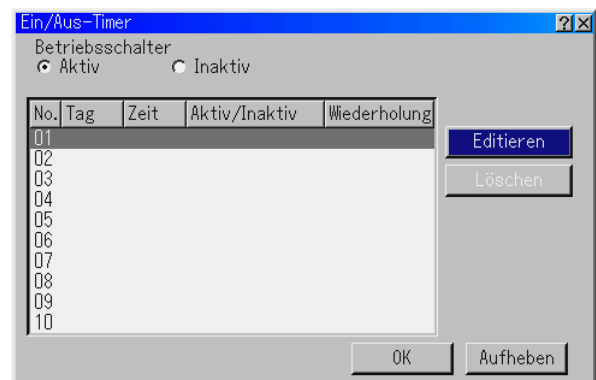 Ein/Aus-Timer
Betriebsschalter
Aktiv Inaktiv
No. Tag Zeit Aktiv/Inaktiv Wiederholung
01
02
03
04
05
06
07
08
09
10
Editieren
Löschen
OK Aufheben